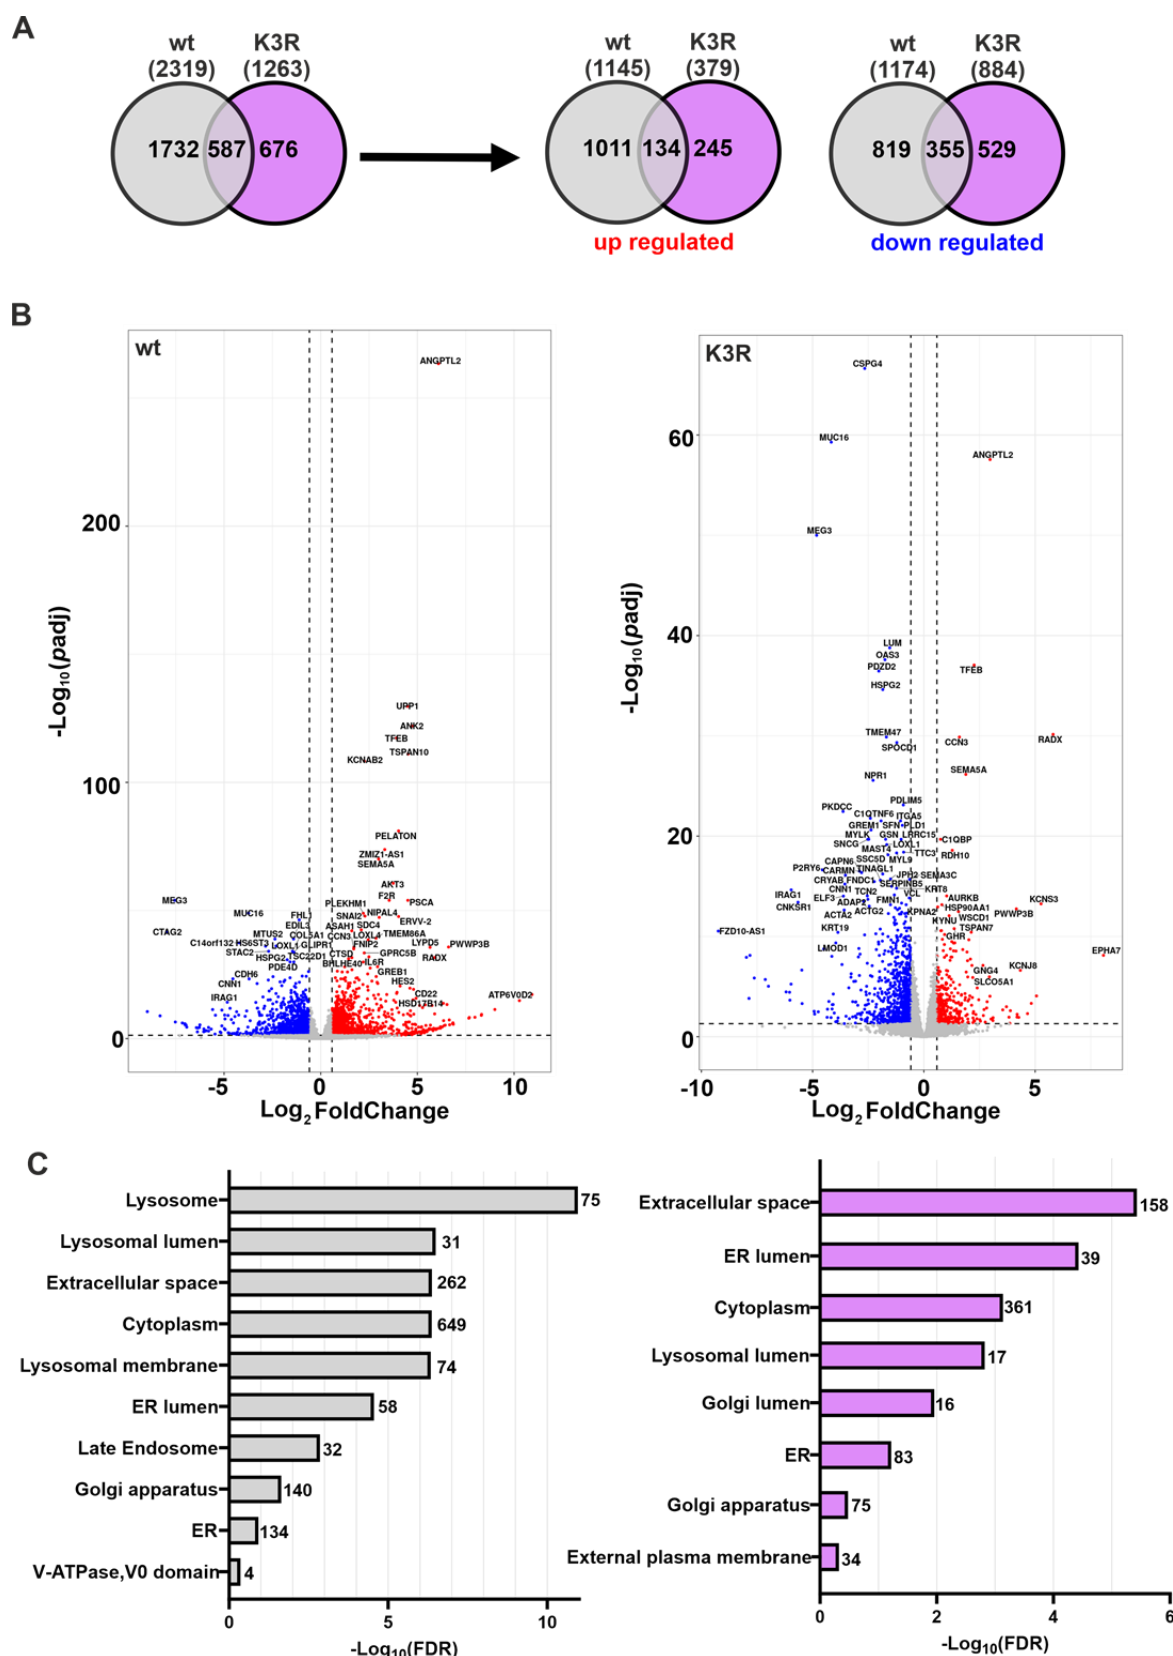 A
wt
(2319)
K3R
(1263)
1732 587 676
wt
(1145)
K3R
(379)
1011 134 245
up regulated
wt
(1174)
K3R
(884)
819 355 529
down regulated
B
wt
-Log10(padj)
200
100
0
-5 0 5 10
Log2FoldChange
ANGPTL2
UPP1
ANK2
TFEB
TSPAN10
KCNAB2
PELATON
ZMIZ1-AS1
SEMA5A
AKT3
F2R
PSCA
PLEKHM1
NIPAL4
SNAI2
ERVV-2
MEG3
MUC16
FHL1
EDIL3
ASAH1
SDC4
CTAG2
MTUS2
COL5A1
CCN3
LOXL4
TMEM86A
C14orf132
HS6ST3
LOXL1
GLIPR1
FNIP2
LYPD5
PWWP3B
STAC2
HSPG2
TSC22D1
CTSD
GPRC5B
RADX
PDE4D
BHLHE40
IL6R
CDH6
GREB1
CNN1
HES2
IRAG1
CD22
HSD17B14
ATP6V0D2
K3R
-Log10(padj)
60
40
20
0
-10 -5 0 5
Log2FoldChange
CSPG4
MUC16
ANGPTL2
MEG3
LUM
OAS3
PDZD2
TFEB
HSPG2
TMEM47
SPOCD1
CCN3
RADX
SEMA5A
NPR1
PDLIM5
PKDCC
C1QTNF6
ITGA5
GREM1
SFN
PLD1
MYLK
GSN
LRRC15
C1QBP
SNCG
MAST4
LOXL1
TTC3
RDH10
SSC5D
MYL9
CAPN6
P2RY6
CARMN
TINAGL1
JPH2
SEMA3C
CRYAB
FNDC1
SERPINB5
IRAG1
CNN1
TCN2
KRT8
ELF3
VCL
AURKB
KCNS3
CNKSR1
ADAP2
FMN1
HSP90AA1
PWWP3B
ACTA2
ACTG2
KPNA2
KYNU
WSCD1
FZD10-AS1
KRT19
TSPAN7
GHR
LMOD1
EPHA7
GNG4
KCNJ8
SLCO5A1
C
Lysosome 75
Lysosomal lumen 31
Extracellular space 262
Cytoplasm 649
Lysosomal membrane 74
ER lumen 58
Late Endosome 32
Golgi apparatus 140
ER 134
V-ATPase,V0 domain 4
0 5 10
-Log10(FDR)
Extracellular space 158
ER lumen 39
Cytoplasm 361
Lysosomal lumen 17
Golgi lumen 16
ER 83
Golgi apparatus 75
External plasma membrane 34
0 2 4 6
-Log10(FDR)